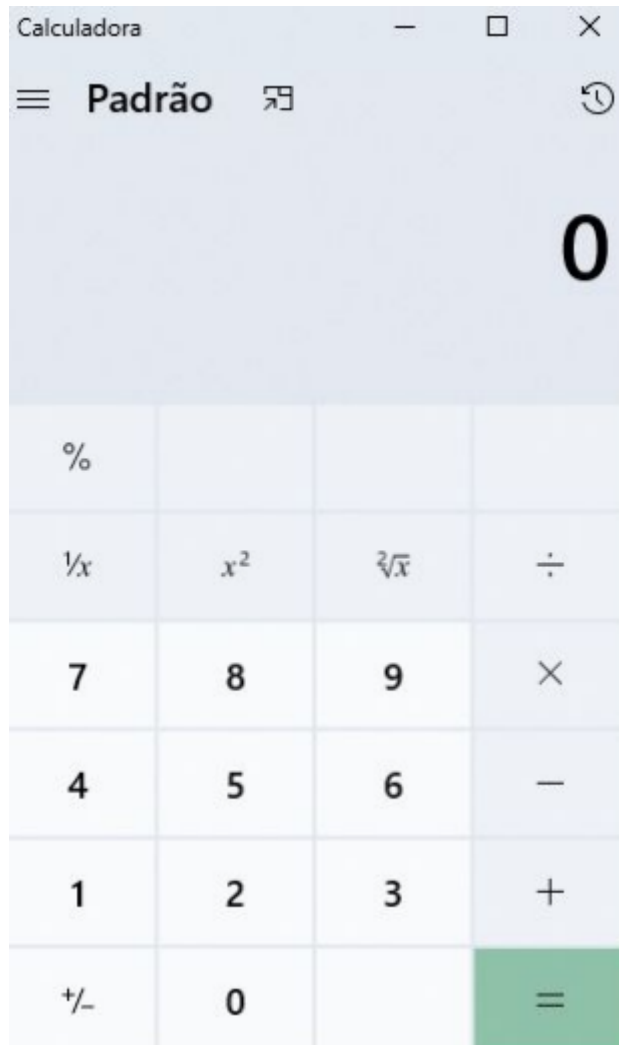 Calculadora
Padrão
0
%
¹/x x² ²√x ÷
7 8 9 ×
4 5 6 −
1 2 3 +
+/− 0 =